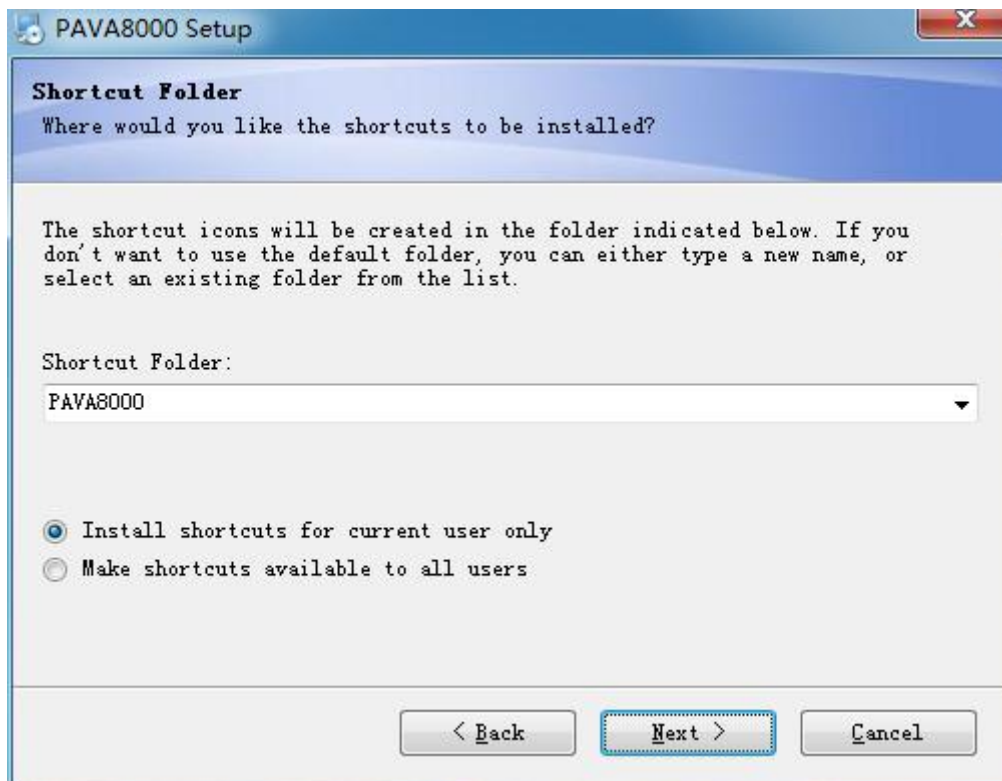 PAVA8000 Setup
Shortcut Folder
Where would you like the shortcuts to be installed?
The shortcut icons will be created in the folder indicated below. If you
don't want to use the default folder, you can either type a new name, or
select an existing folder from the list.
Shortcut Folder:
PAVA8000
Install shortcuts for current user only
Make shortcuts available to all users
< Back
Next >
Cancel